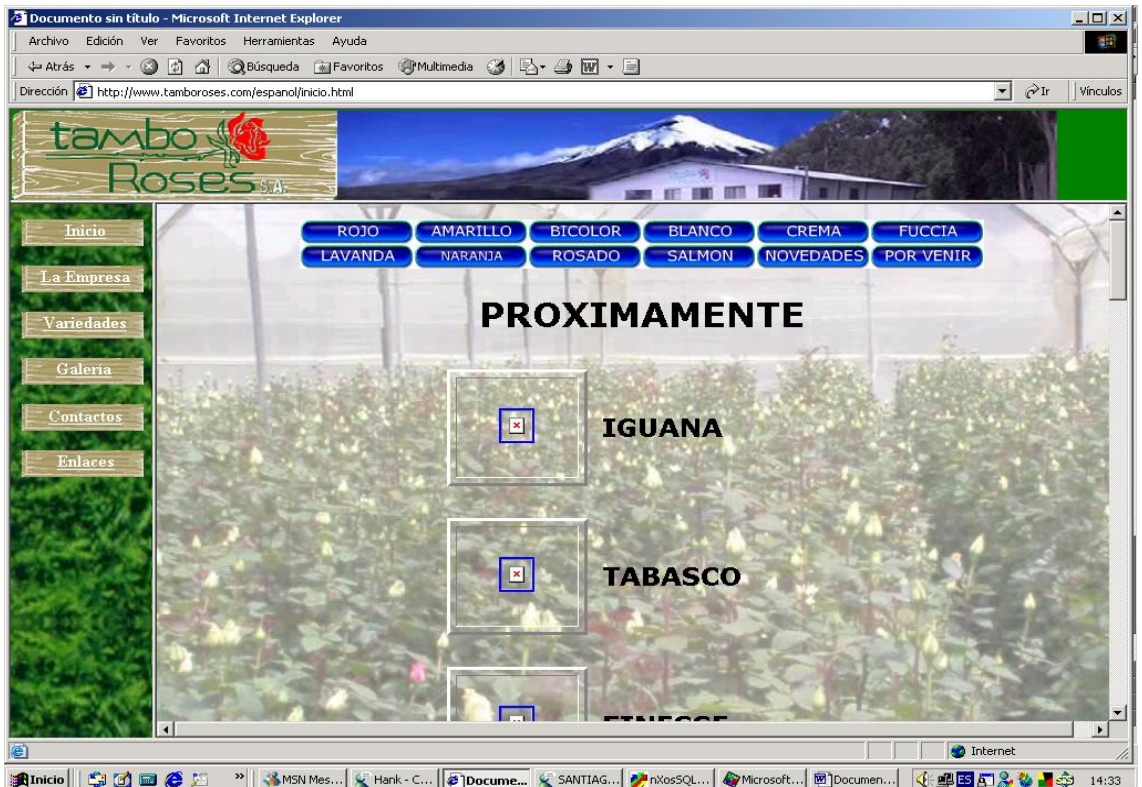 Documento sin título - Microsoft Internet Explorer
Archivo Edición Ver Favoritos Herramientas Ayuda
Atrás Búsqueda Favoritos Multimedia
Dirección http://www.tamboroses.com/espanol/inicio.html Ir Vínculos
tambo
Roses S.A.
Inicio
La Empresa
Variedades
Galería
Contactos
Enlaces
ROJO AMARILLO BICOLOR BLANCO CREMA FUCCIA
LAVANDA NARANJA ROSADO SALMON NOVEDADES POR VENIR
PROXIMAMENTE
IGUANA
TABASCO
FINESSE
Internet
Inicio » MSN Mes... Hank - C... Docume... SANTIAG... nXosSQL... Microsoft... Documen... ES 14:33